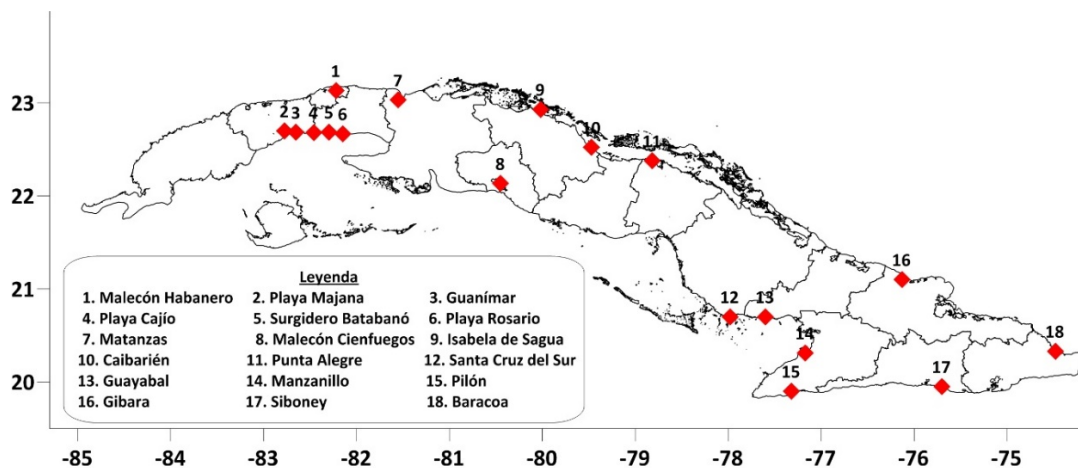 23
22
21
20
1
7
2 3 4 5 6
9
10
11
8
16
12 13
14
15
17
18
Leyenda
1. Malecón Habanero 2. Playa Majana 3. Guanímar
4. Playa Cajío 5. Surgidero Batabanó 6. Playa Rosario
7. Matanzas 8. Malecón Cienfuegos 9. Isabela de Sagua
10. Caibarién 11. Punta Alegre 12. Santa Cruz del Sur
13. Guayabal 14. Manzanillo 15. Pilón
16. Gibara 17. Siboney 18. Baracoa
-85 -84 -83 -82 -81 -80 -79 -78 -77 -76 -75